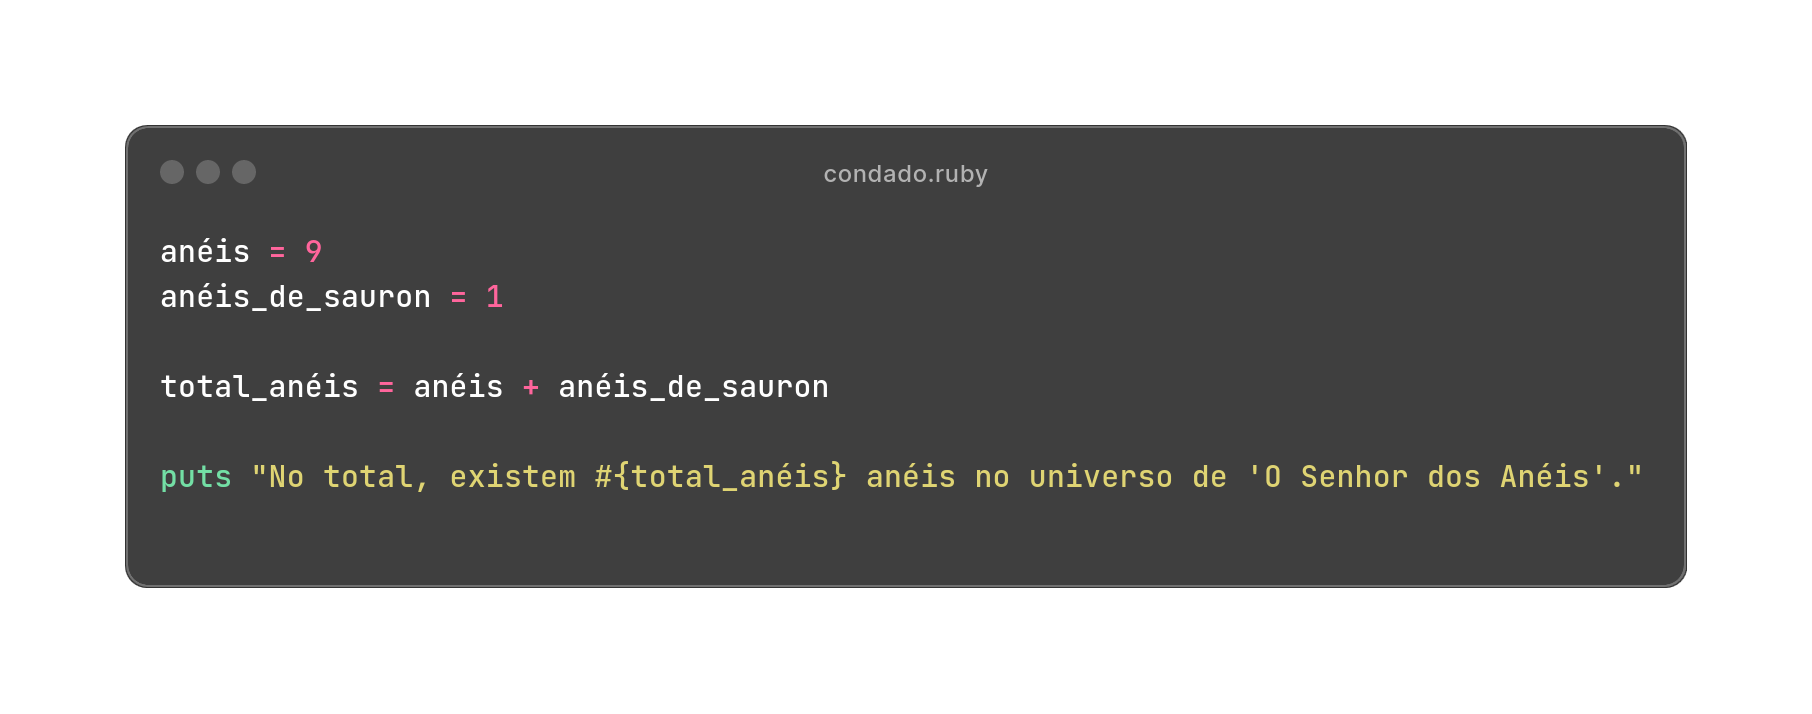 condado.ruby
anéis = 9
anéis_de_sauron = 1
total_anéis = anéis + anéis_de_sauron
puts "No total, existem #{total_anéis} anéis no universo de 'O Senhor dos Anéis'."